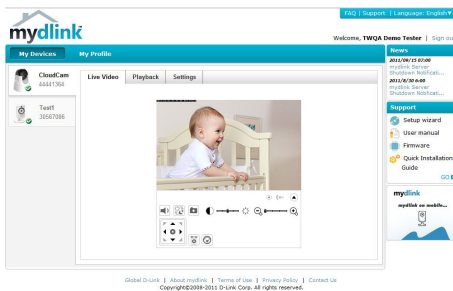 FAQ | Support | Language: English▼
mydlink
Welcome, TWQA Demo Tester | Sign ou
My Devices
My Profile
CloudCam
44441364
Test1
30567086
Live Video
Playback
Settings
News
2011/09/15 07:00
mydlink Server
Shutdown Notificati...
2011/8/30 6:00
mydlink Server
Shutdown Notificati...
Support
Setup wizard
User manual
Firmware
Quick Installation
Guide
GO
mydlink
mydlink on mobile...
Global D-Link | About mydlink | Terms of Use | Privacy Policy | Contact Us
Copyright©2008-2011 D-Link Corp. All rights reserved.